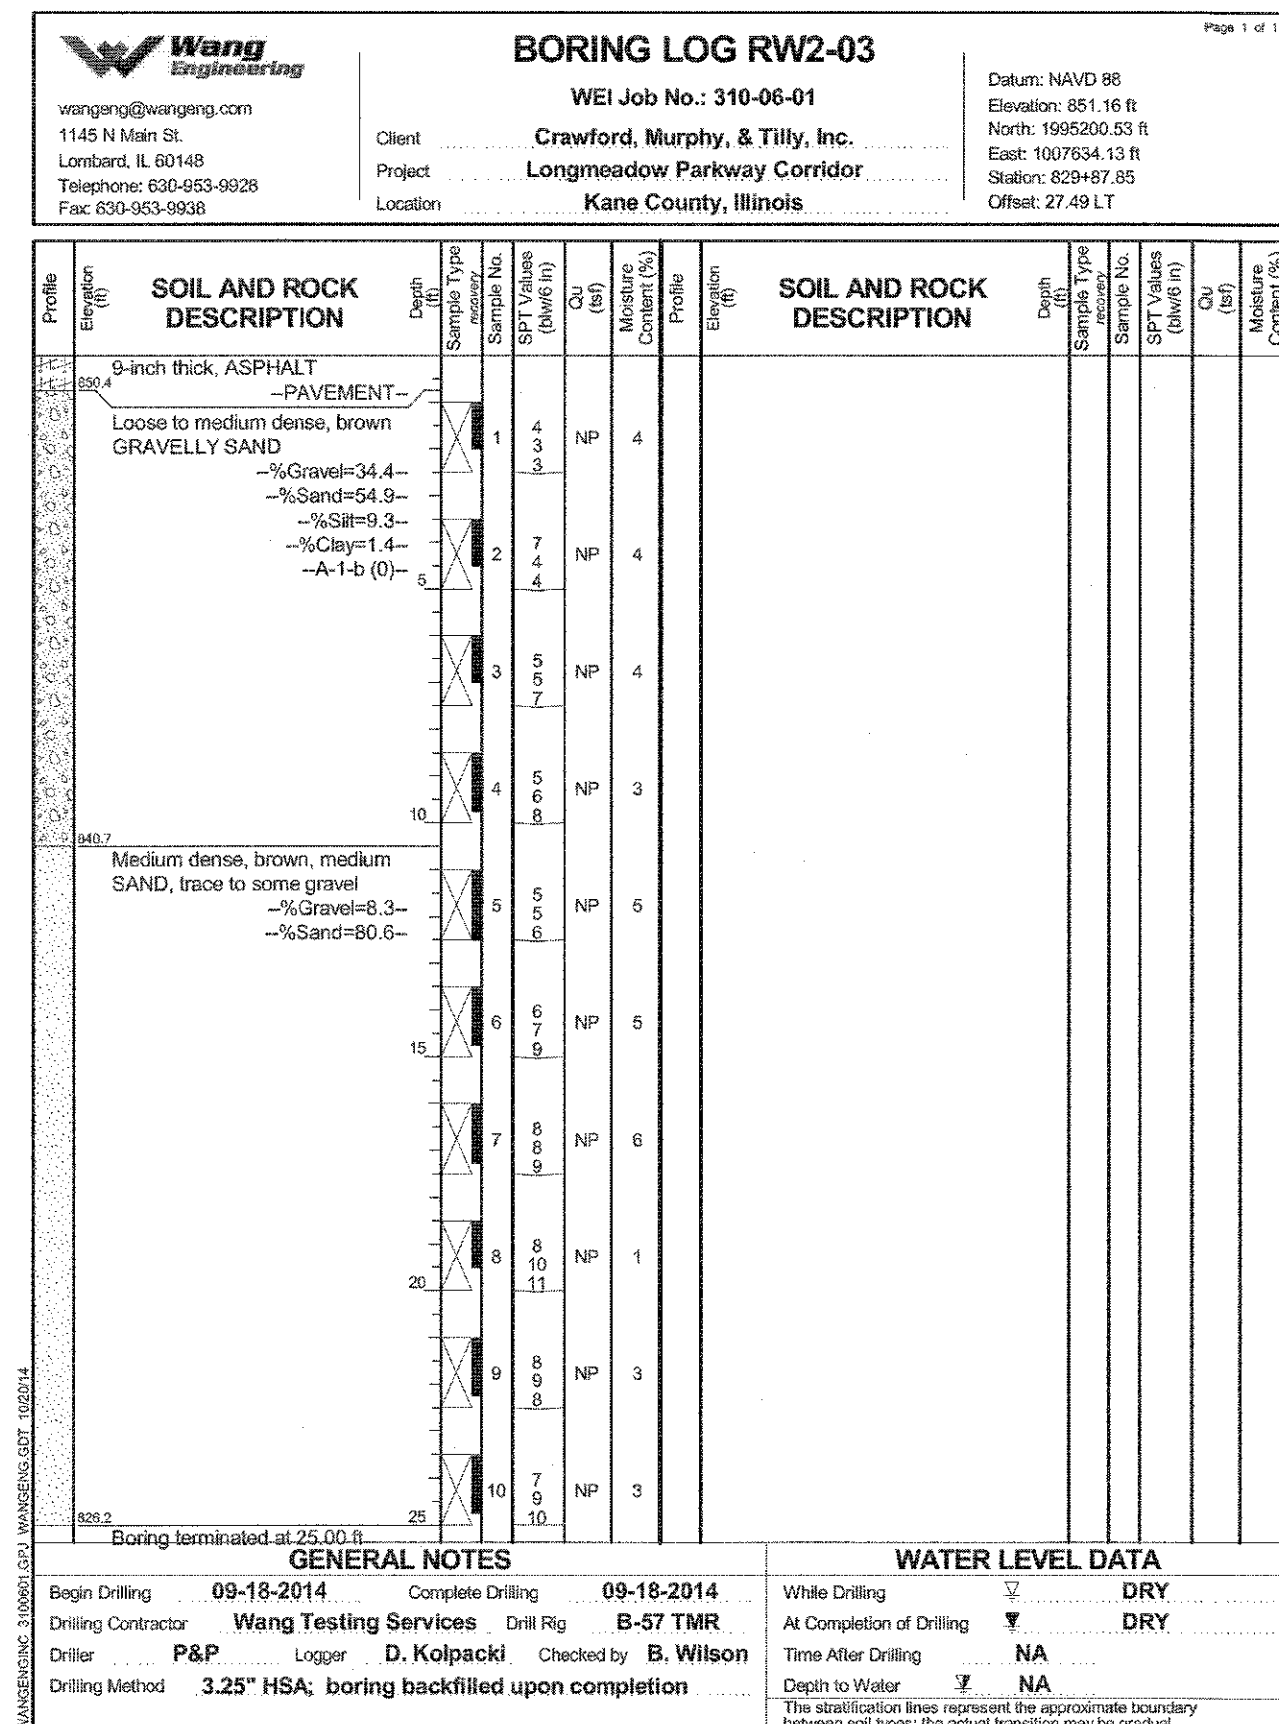 Page 1 of 1
Wang
Engineering
wangeng@wangeng.com
1145 N Main St.
Lombard, IL 60148
Telephone: 630-953-9928
Fax: 630-953-9938
BORING LOG RW2-03
WEI Job No.: 310-06-01
Client Crawford, Murphy, & Tilly, Inc.
Project Longmeadow Parkway Corridor
Location Kane County, Illinois
Datum: NAVD 88
Elevation: 851.16 ft
North: 1995200.53 ft
East: 1007634.13 ft
Station: 829+87.85
Offset: 27.49 LT
Profile
Elevation (ft)
SOIL AND ROCK DESCRIPTION
Depth (ft)
Sample Type recovery
Sample No.
SPT Values (blw/6 in)
Qu (tsf)
Moisture Content (%)
Profile
Elevation (ft)
SOIL AND ROCK DESCRIPTION
Depth (ft)
Sample Type recovery
Sample No.
SPT Values (blw/6 in)
Qu (tsf)
Moisture Content (%)
9-inch thick, ASPHALT
850.4
--PAVEMENT--
Loose to medium dense, brown
GRAVELLY SAND
1 4 3 3 NP 4
--%Gravel=34.4--
--%Sand=54.9--
--%Silt=9.3--
--%Clay=1.4--
--A-1-b (0)--
5
2 7 4 4 NP 4
3 5 5 7 NP 4
4 5 6 8 NP 3
10
840.7
Medium dense, brown, medium
SAND, trace to some gravel
--%Gravel=8.3--
--%Sand=80.6--
5 5 5 6 NP 5
6 6 7 9 NP 5
15
7 8 8 9 NP 6
8 8 10 11 NP 1
20
9 8 9 8 NP 3
10 7 9 10 NP 3
25
826.2
Boring terminated at 25.00 ft
GENERAL NOTES
Begin Drilling 09-18-2014 Complete Drilling 09-18-2014
Drilling Contractor Wang Testing Services Drill Rig B-57 TMR
Driller P&P Logger D. Kolpacki Checked by B. Wilson
Drilling Method 3.25" HSA; boring backfilled upon completion
WATER LEVEL DATA
While Drilling DRY
At Completion of Drilling DRY
Time After Drilling NA
Depth to Water NA
The stratification lines represent the approximate boundary
between soil types; the actual transition may be gradual.
WANGENGINC 3100601.GPJ WANGENG.GDT 10/20/14